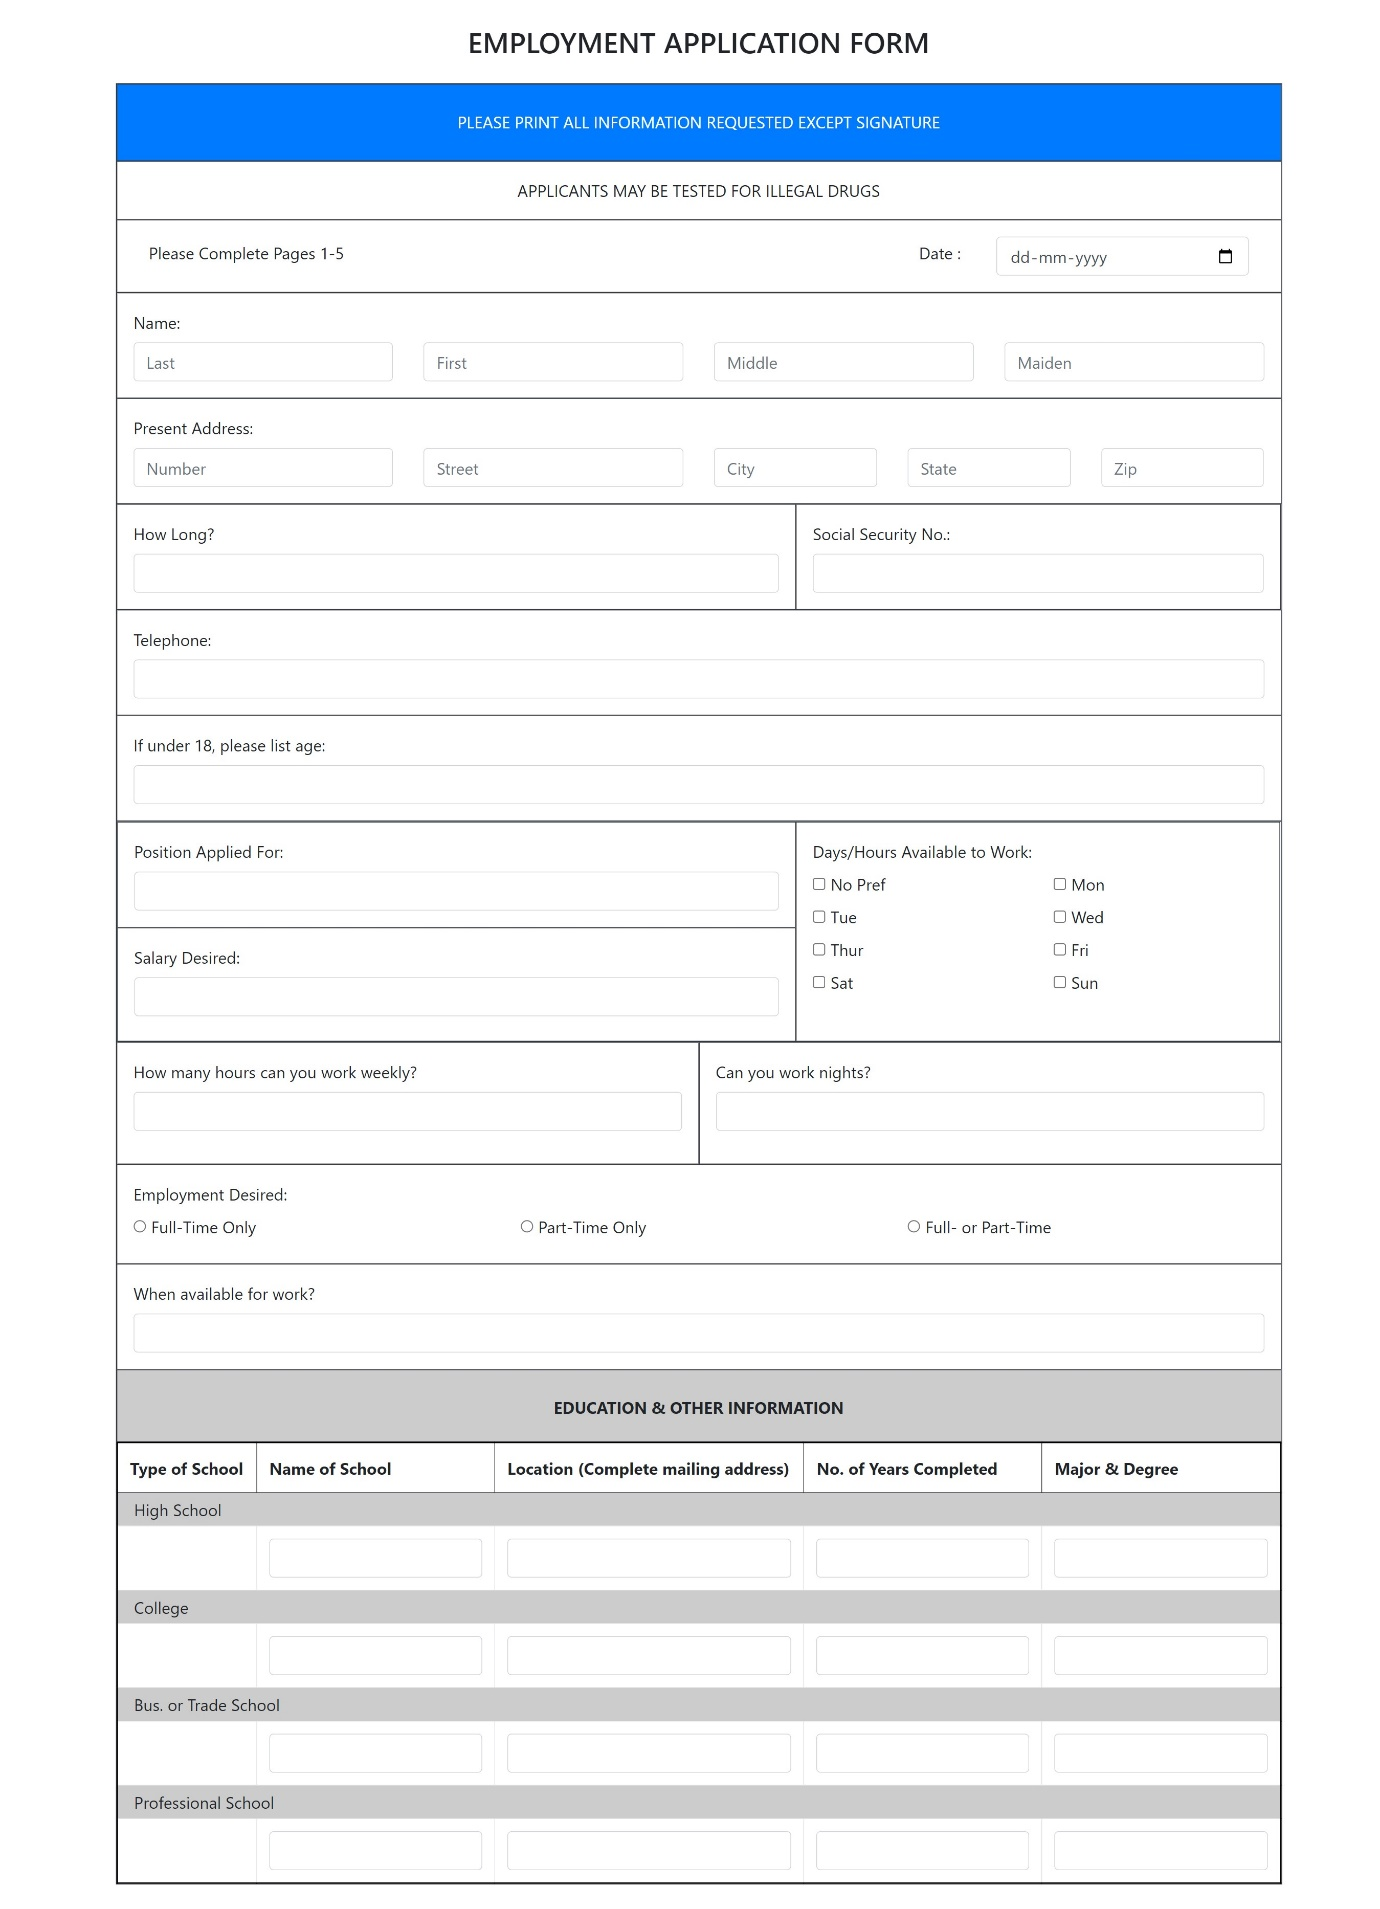 EMPLOYMENT APPLICATION FORM
PLEASE PRINT ALL INFORMATION REQUESTED EXCEPT SIGNATURE
APPLICANTS MAY BE TESTED FOR ILLEGAL DRUGS
Please Complete Pages 1-5 Date : dd-mm-yyyy
Name:
Last First Middle Maiden
Present Address:
Number Street City State Zip
How Long? Social Security No.:
Telephone:
If under 18, please list age:
Position Applied For:
Salary Desired:
Days/Hours Available to Work:
No Pref Mon
Tue Wed
Thur Fri
Sat Sun
How many hours can you work weekly? Can you work nights?
Employment Desired:
Full-Time Only Part-Time Only Full- or Part-Time
When available for work?
EDUCATION & OTHER INFORMATION
Type of School Name of School Location (Complete mailing address) No. of Years Completed Major & Degree
High School
College
Bus. or Trade School
Professional School